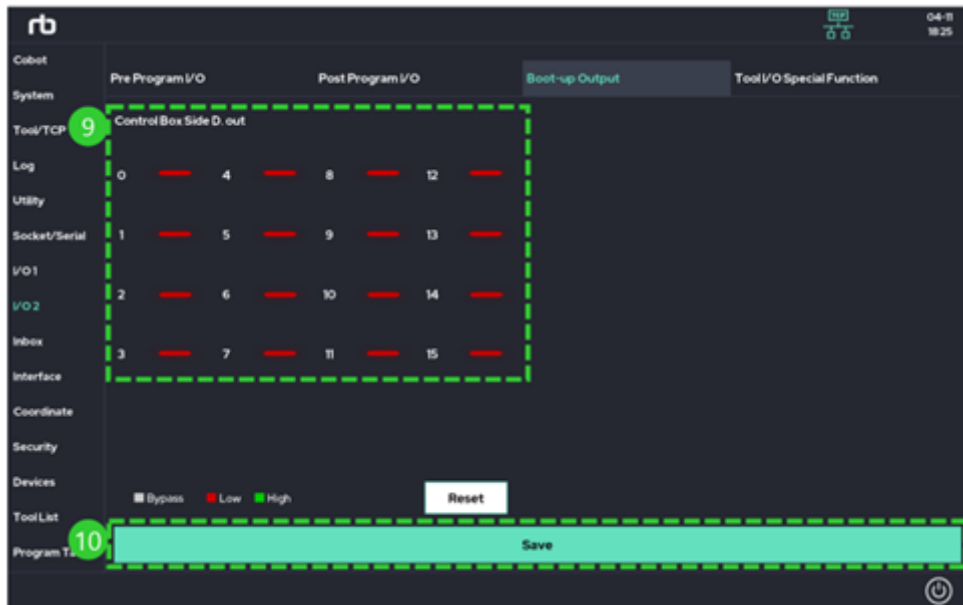 rb
TCP
04-11
18:25
Cobot
System
Tool/TCP
Log
Utility
Socket/Serial
I/O 1
I/O 2
Inbox
Interface
Coordinate
Security
Devices
Tool List
Program Ta
Pre Program I/O
Post Program I/O
Boot-up Output
Tool I/O Special Function
9
Control Box Side D. out
0 4 8 12
1 5 9 13
2 6 10 14
3 7 11 15
Bypass Low High
Reset
10
Save